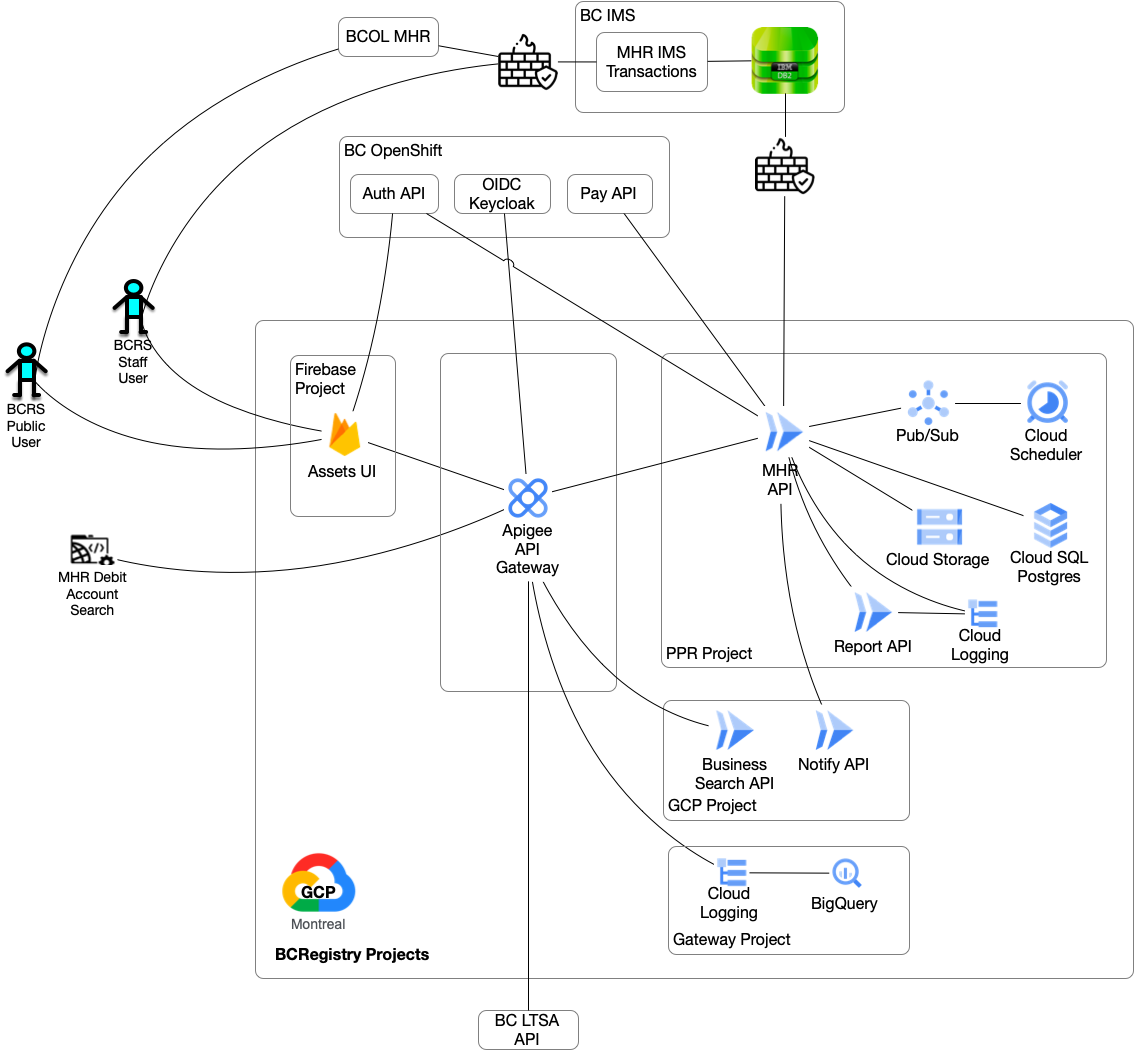 BC IMS
BCOL MHR
MHR IMS
Transactions
IBM
DB2
BC OpenShift
Auth API
OIDC
Keycloak
Pay API
BCRS
Staff
User
BCRS
Public
User
Firebase
Project
Assets UI
Apigee
API
Gateway
MHR
API
Pub/Sub
Cloud
Scheduler
Cloud Storage
Cloud SQL
Postgres
Report API
Cloud
Logging
PPR Project
MHR Debit
Account
Search
Business
Search API
Notify API
GCP Project
Cloud
Logging
BigQuery
Gateway Project
GCP
Montreal
BCRegistry Projects
BC LTSA
API